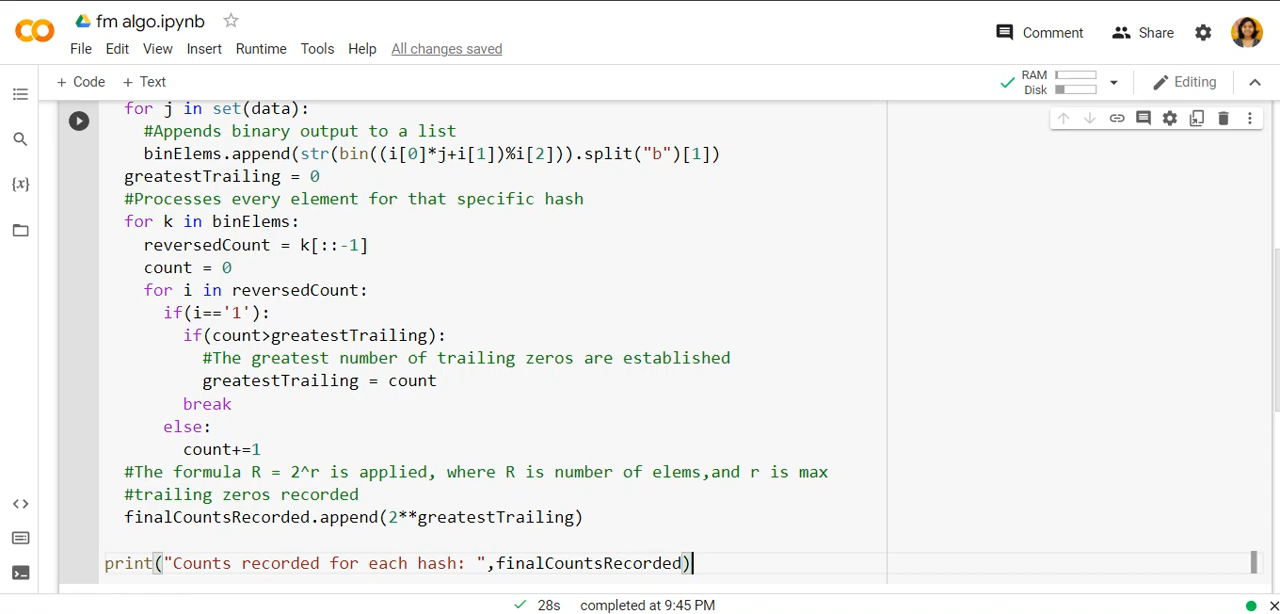 fm algo.ipynb
File Edit View Insert Runtime Tools Help All changes saved
Comment Share
+ Code + Text
RAM
Disk
Editing
for j in set(data):
#Appends binary output to a list
binElems.append(str(bin((i[0]*j+i[1])%i[2])).split("b")[1])
greatestTrailing = 0
#Processes every element for that specific hash
for k in binElems:
reversedCount = k[::-1]
count = 0
for i in reversedCount:
if(i=='1'):
if(count>greatestTrailing):
#The greatest number of trailing zeros are established
greatestTrailing = count
break
else:
count+=1
#The formula R = 2^r is applied, where R is number of elems,and r is max
#trailing zeros recorded
finalCountsRecorded.append(2**greatestTrailing)
print("Counts recorded for each hash: ",finalCountsRecorded)
28s completed at 9:45 PM